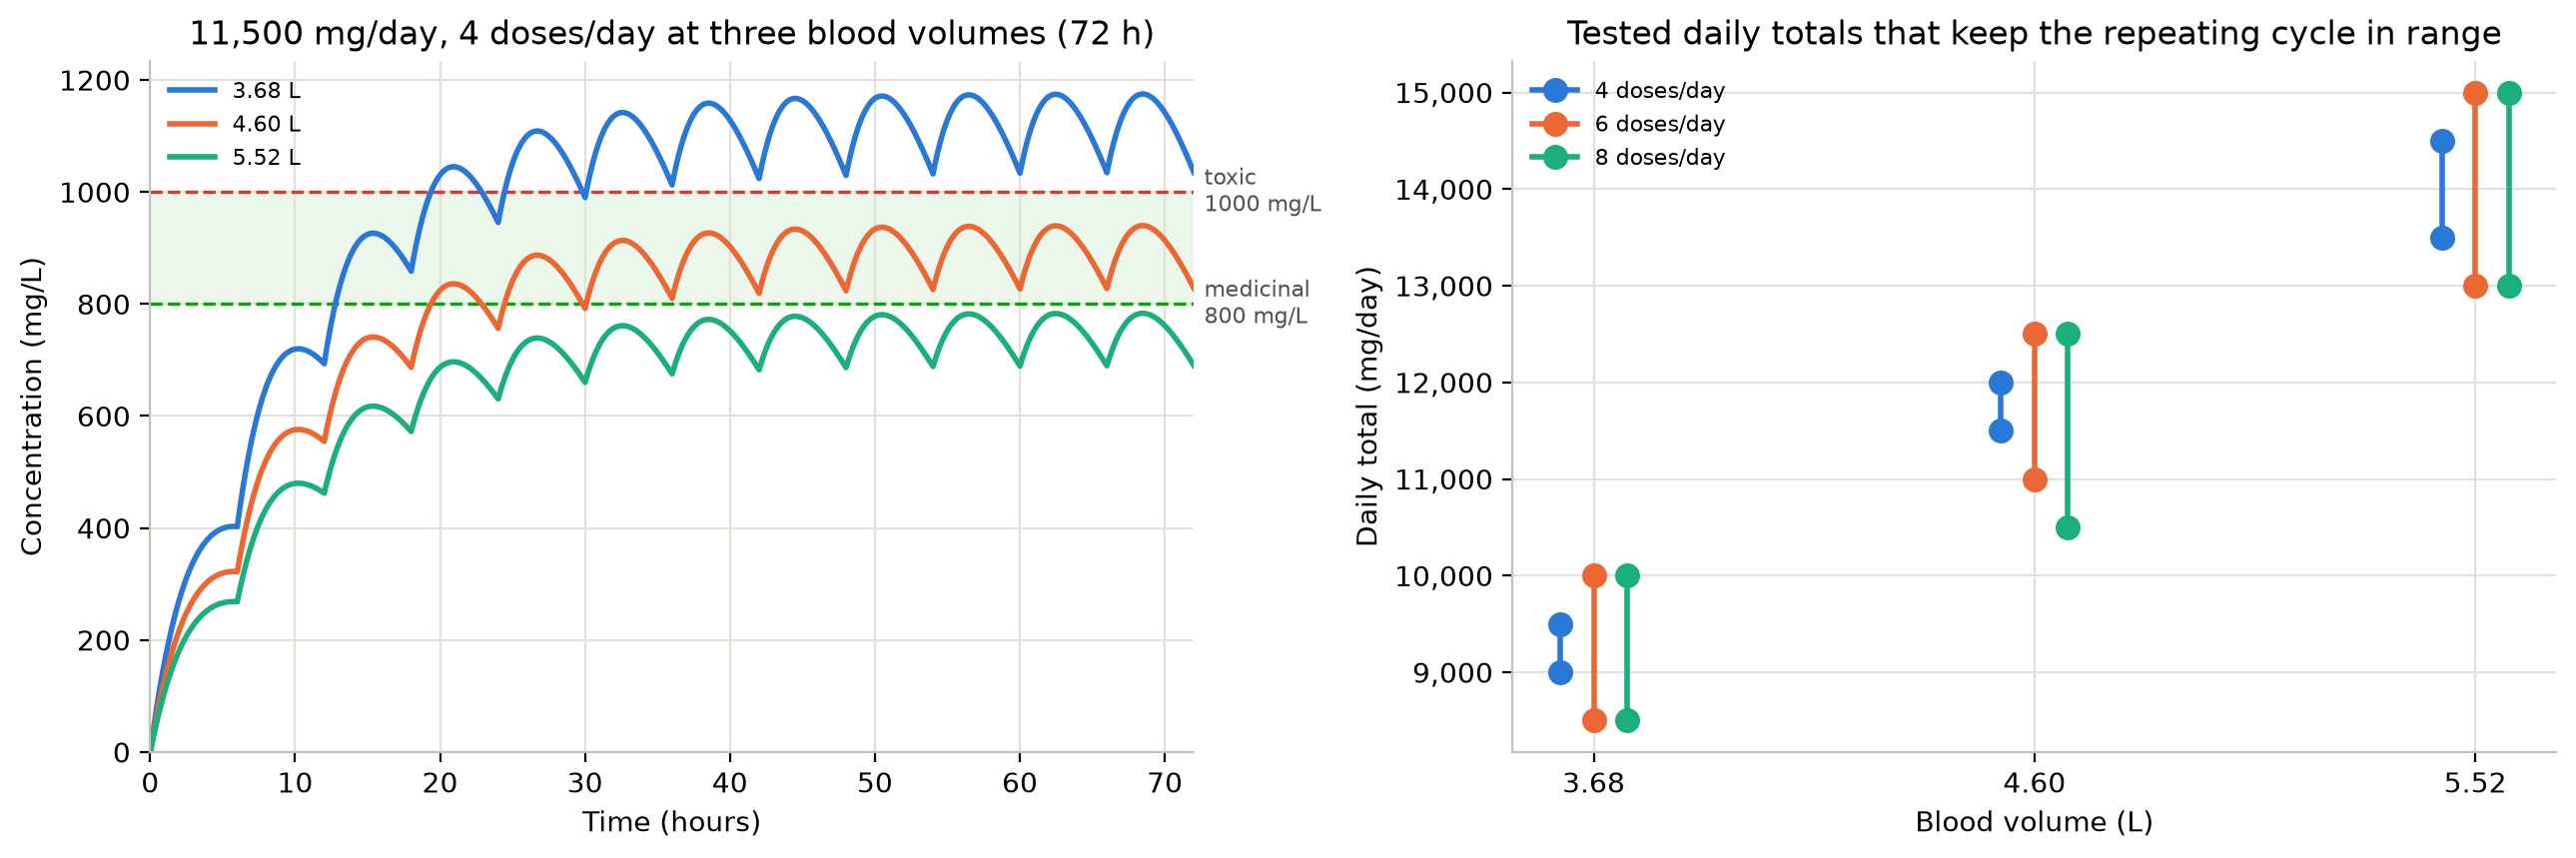 11,500 mg/day, 4 doses/day at three blood volumes (72 h)
3.68 L
4.60 L
5.52 L
1200
1000
800
600
400
200
0
Concentration (mg/L)
toxic
1000 mg/L
medicinal
800 mg/L
0 10 20 30 40 50 60 70
Time (hours)
Tested daily totals that keep the repeating cycle in range
4 doses/day
6 doses/day
8 doses/day
15,000
14,000
13,000
12,000
11,000
10,000
9,000
Daily total (mg/day)
3.68 4.60 5.52
Blood volume (L)